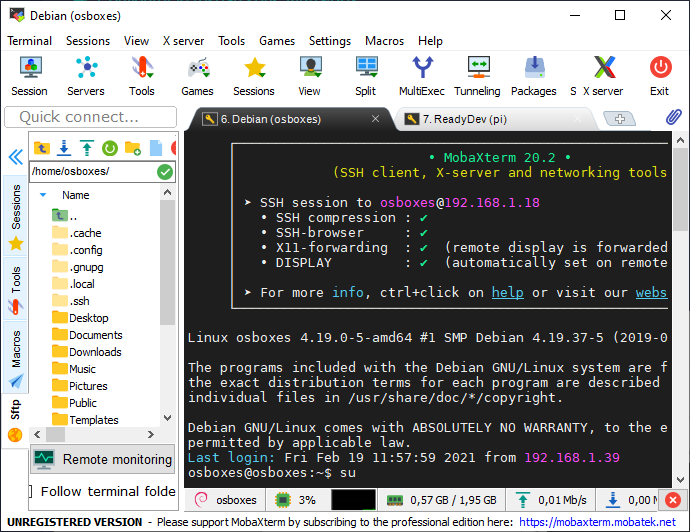 Debian (osboxes)
Terminal Sessions View X server Tools Games Settings Macros Help
Session Servers Tools Games Sessions View Split MultiExec Tunneling Packages S X server Exit
Quick connect...
6. Debian (osboxes)
7. ReadyDev (pi)
/home/osboxes/
Name
..
.cache
.config
.gnupg
.local
.ssh
Desktop
Documents
Downloads
Music
Pictures
Public
Templates
Sessions
Tools
Macros
Sftp
Remote monitoring
Follow terminal folde
• MobaXterm 20.2 •
(SSH client, X-server and networking tools
➤ SSH session to osboxes@192.168.1.18
• SSH compression : ✔
• SSH-browser : ✔
• X11-forwarding : ✔ (remote display is forwarded
• DISPLAY : ✔ (automatically set on remote
➤ For more info, ctrl+click on help or visit our webs
Linux osboxes 4.19.0-5-amd64 #1 SMP Debian 4.19.37-5 (2019-0
The programs included with the Debian GNU/Linux system are f
the exact distribution terms for each program are described
individual files in /usr/share/doc/*/copyright.
Debian GNU/Linux comes with ABSOLUTELY NO WARRANTY, to the e
permitted by applicable law.
Last login: Fri Feb 19 11:57:59 2021 from 192.168.1.39
osboxes@osboxes:~$ su
osboxes 3% 0,57 GB / 1,95 GB 0,01 Mb/s 0,00 M
UNREGISTERED VERSION - Please support MobaXterm by subscribing to the professional edition here: https://mobaxterm.mobatek.net